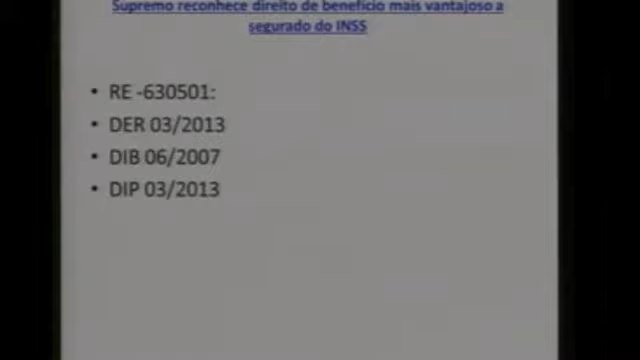 Supremo reconhece direito de benefício mais vantajoso a
segurado do INSS
• RE -630501:
• DER 03/2013
• DIB 06/2007
• DIP 03/2013